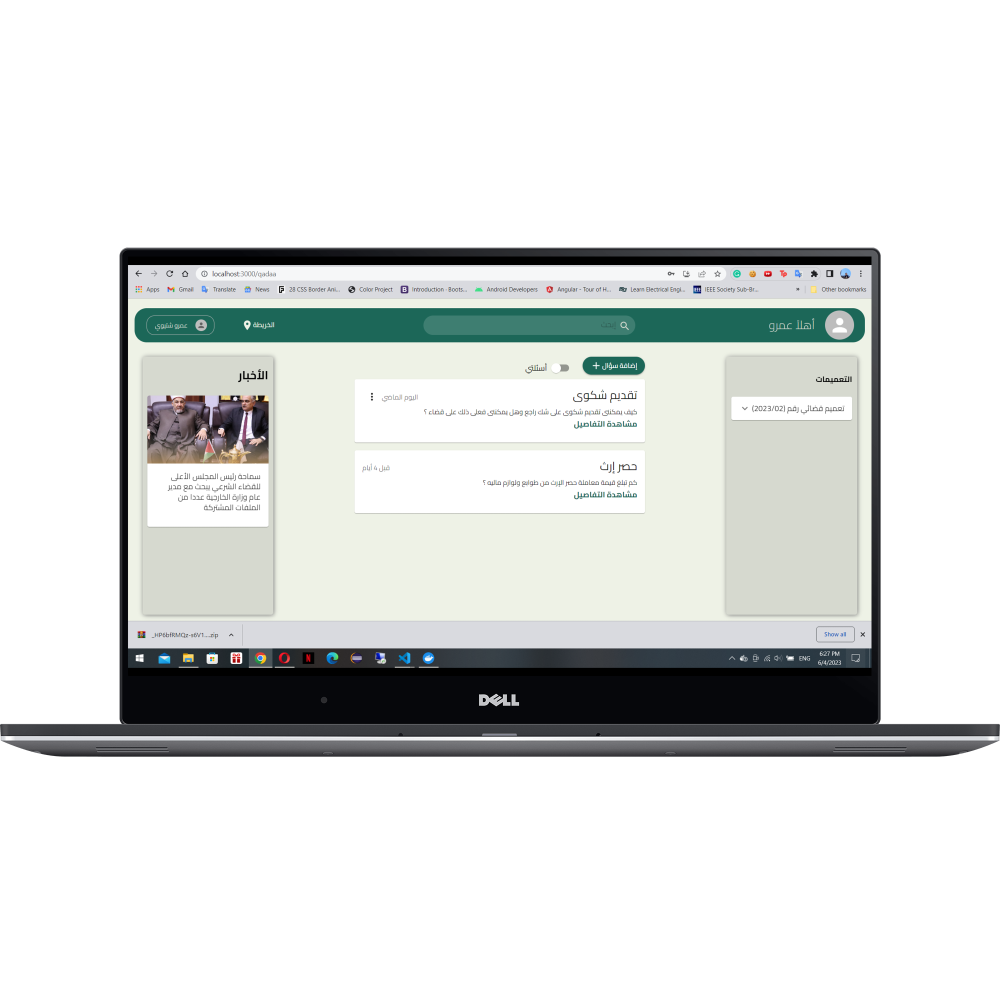 localhost:3000/qadaa
Apps Gmail Translate News 28 CSS Border Ani... Color Project Introduction · Boots... Android Developers Angular - Tour of H... Learn Electrical Engi... IEEE Society Sub-Br... » Other bookmarks
أهلاً عمرو
إبحث
الخريطة
عمرو شتيوي
التعميمات
تعميم قضائي رقم (2023/02)
إضافة سؤال +
أسئلتي
تقديم شكوى
اليوم الماضي
كيف يمكننى تقديم شكوى على شك راجع وهل يمكننى فعلى ذلك على قضاء ؟
مشاهدة التفاصيل
حصر إرث
قبل 4 أيام
كم تبلغ قيمة معاملة حصر الإرث من طوابع ولوازم ماليه ؟
مشاهدة التفاصيل
الأخبار
سماحة رئيس المجلس الأعلى
للقضاء الشرعي يبحث مع مدير
عام وزارة الخارجية عددا من
الملفات المشتركة
_HP6bfRMQz-s6V1....zip
Show all
ENG
6:27 PM
6/4/2023
DELL